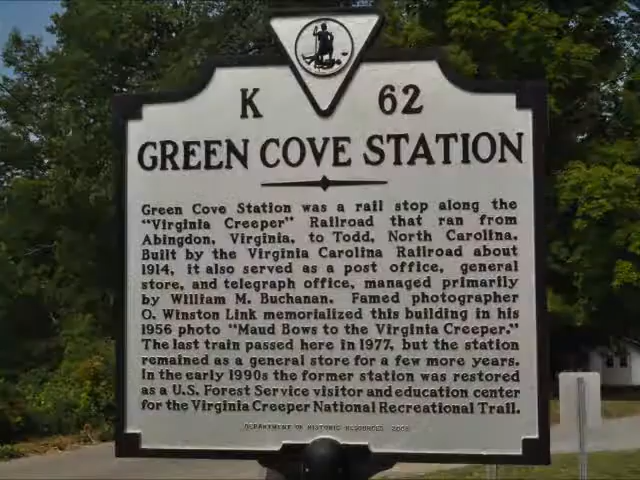 K 62
GREEN COVE STATION
Green Cove Station was a rail stop along the
"Virginia Creeper" Railroad that ran from
Abingdon, Virginia, to Todd, North Carolina.
Built by the Virginia Carolina Railroad about
1914, it also served as a post office, general
store, and telegraph office, managed primarily
by William M. Buchanan. Famed photographer
O. Winston Link memorialized this building in his
1956 photo "Maud Bows to the Virginia Creeper."
The last train passed here in 1977, but the station
remained as a general store for a few more years.
In the early 1990s the former station was restored
as a U.S. Forest Service visitor and education center
for the Virginia Creeper National Recreational Trail.
DEPARTMENT OF HISTORIC RESOURCES,